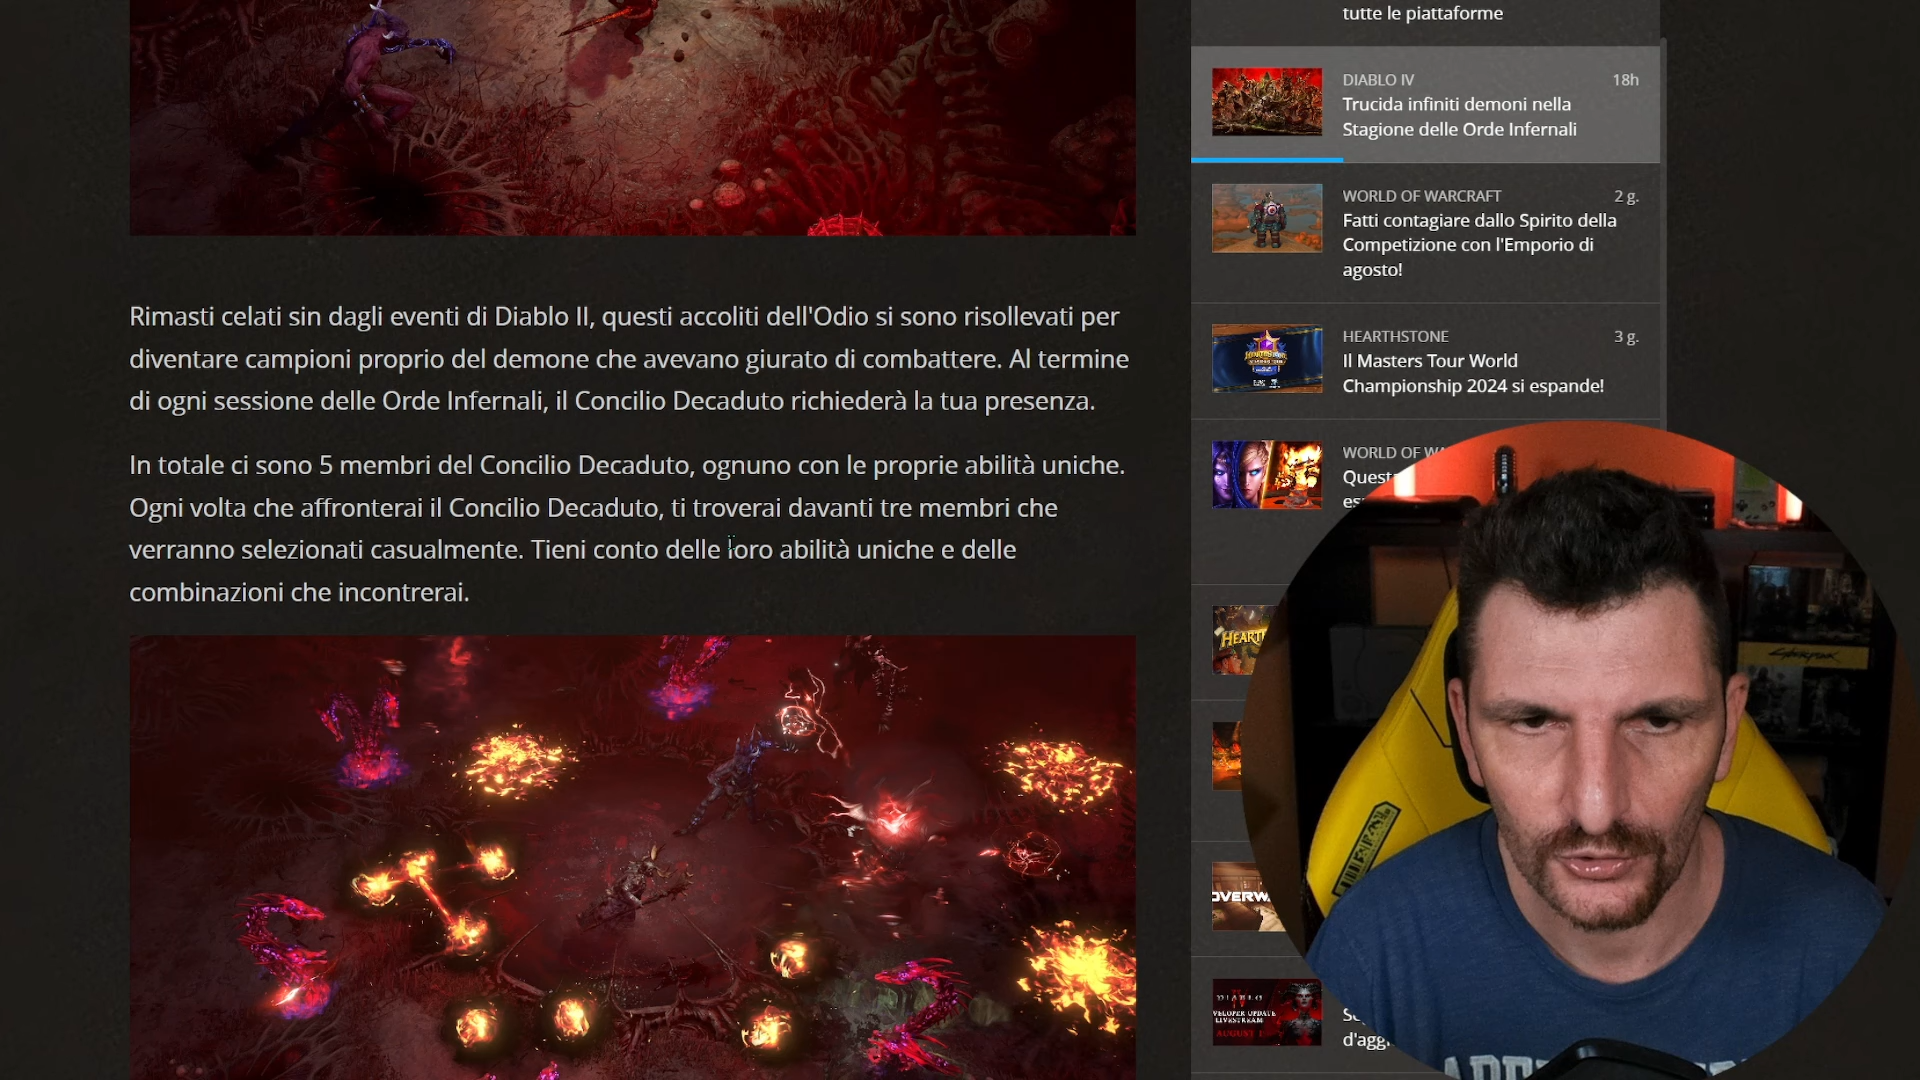 tutte le piattaforme
DIABLO IV
18h
Trucida infiniti demoni nella
Stagione delle Orde Infernali
WORLD OF WARCRAFT
2 g.
Fatti contagiare dallo Spirito della
Competizione con l'Emporio di
agosto!
HEARTHSTONE
3 g.
Il Masters Tour World
Championship 2024 si espande!
WORLD OF
Rimasti celati sin dagli eventi di Diablo II, questi accoliti dell'Odio si sono risollevati per
diventare campioni proprio del demone che avevano giurato di combattere. Al termine
di ogni sessione delle Orde Infernali, il Concilio Decaduto richiederà la tua presenza.
In totale ci sono 5 membri del Concilio Decaduto, ognuno con le proprie abilità uniche.
Ogni volta che affronterai il Concilio Decaduto, ti troverai davanti tre membri che
verranno selezionati casualmente. Tieni conto delle loro abilità uniche e delle
combinazioni che incontrerai.
DIABLO
LIVESTREAM
AUGUST 1